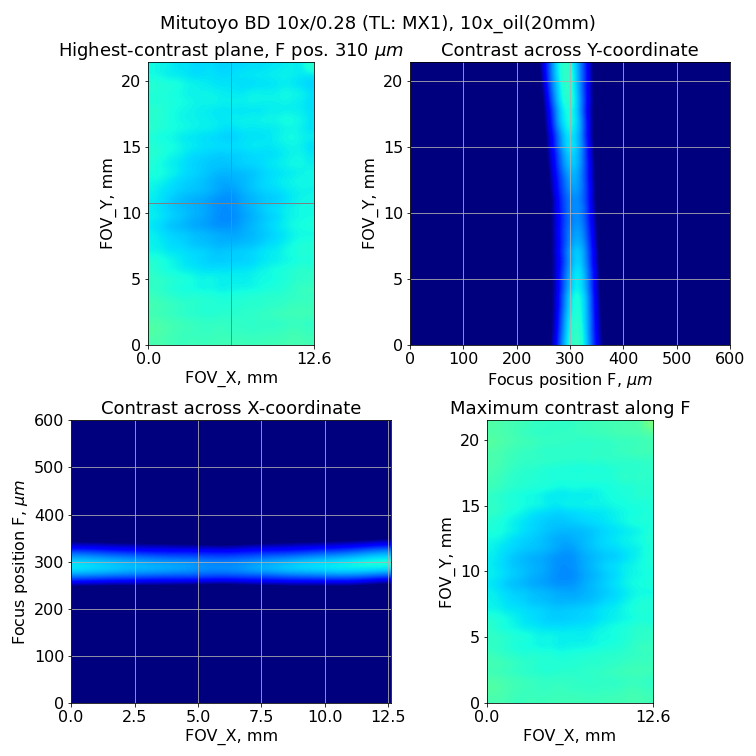 Mitutoyo BD 10x/0.28 (TL: MX1), 10x_oil(20mm)
Highest-contrast plane, F pos. 310 μm
Contrast across Y-coordinate
20
15
10
5
0
FOV_Y, mm
0.0 12.6
FOV_X, mm
20
15
10
5
0
FOV_Y, mm
0 100 200 300 400 500 600
Focus position F, μm
Contrast across X-coordinate
Maximum contrast along F
600
500
400
300
200
100
0
Focus position F, μm
0.0 2.5 5.0 7.5 10.0 12.5
FOV_X, mm
20
15
10
5
0
FOV_Y, mm
0.0 12.6
FOV_X, mm